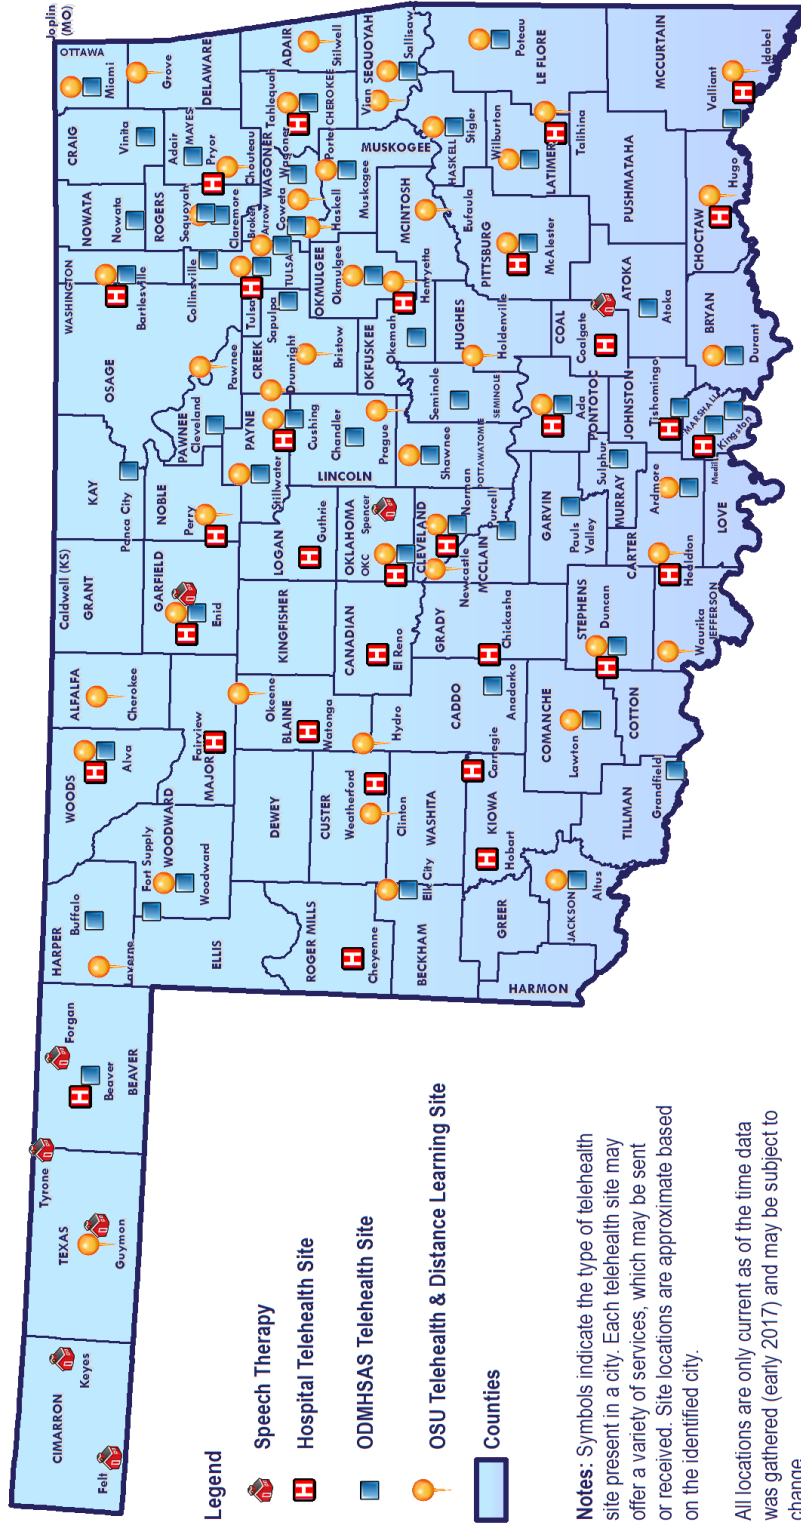 Joplin
(MO)
Caldwell (KS)
Felt
CIMARRON
Keyes
Tyrone
TEXAS
Guymon
Forgan
Beaver
BEAVER
HARPER
Buffalo
Laverne
WOODS
Alva
ALFALFA
Cherokee
GRANT
KAY
Ponca City
OSAGE
WASHINGTON
Bartlesville
NOWATA
Nowata
CRAIG
Vinita
OTTAWA
Miami
Grove
DELAWARE
ELLIS
Fort Supply
WOODWARD
Woodward
Fairview
MAJOR
GARFIELD
Enid
NOBLE
Perry
PAWNEE
Cleveland
Pawnee
Collinsville
ROGERS
Sequoyah
Claremore
Adair
MAYES
Pryor
Chouteau
ROGER MILLS
Cheyenne
DEWEY
CUSTER
Weatherford
Clinton
Okeene
BLAINE
Watonga
Hydro
KINGFISHER
LOGAN
Guthrie
PAYNE
Stillwater
Cushing
CREEK
Drumright
Bristow
Tulsa
Sapulpa
TULSA
Broken
Arrow
Coweta
WAGONER
Wagoner
Porter
Tahlequah
CHEROKEE
ADAIR
Stilwell
CANADIAN
El Reno
OKLAHOMA
OKC
Spencer
LINCOLN
Chandler
Prague
OKFUSKEE
Okemah
OKMULGEE
Okmulgee
Henryetta
Haskell
Muskogee
MUSKOGEE
SEQUOYAH
Vian
Sallisaw
BECKHAM
Elk City
WASHITA
CADDO
Anadarko
Carnegie
GRADY
Chickasha
Newcastle
MCCLAIN
CLEVELAND
Norman
Purcell
Shawnee
POTTAWATOMIE
Seminole
SEMINOLE
HUGHES
Holdenville
MCINTOSH
Eufaula
HASKELL
Stigler
Poteau
LE FLORE
HARMON
GREER
KIOWA
Hobart
JACKSON
Altus
COMANCHE
Lawton
STEPHENS
Duncan
GARVIN
Pauls
Valley
PONTOTOC
Ada
COAL
Coalgate
PITTSBURG
McAlester
Wilburton
LATIMER
Talihina
TILLMAN
Grandfield
COTTON
JEFFERSON
Waurika
CARTER
Healdton
Ardmore
MURRAY
Sulphur
JOHNSTON
Tishomingo
ATOKA
Atoka
PUSHMATAHA
MCCURTAIN
LOVE
MARSHALL
Madill
Kingston
BRYAN
Durant
CHOCTAW
Hugo
Valliant
Idabel
Legend
Speech Therapy
Hospital Telehealth Site
ODMHSAS Telehealth Site
OSU Telehealth & Distance Learning Site
Counties
Notes: Symbols indicate the type of telehealth
site present in a city. Each telehealth site may
offer a variety of services, which may be sent
or received. Site locations are approximate based
on the identified city.
All locations are only current as of the time data
was gathered (early 2017) and may be subject to
change.